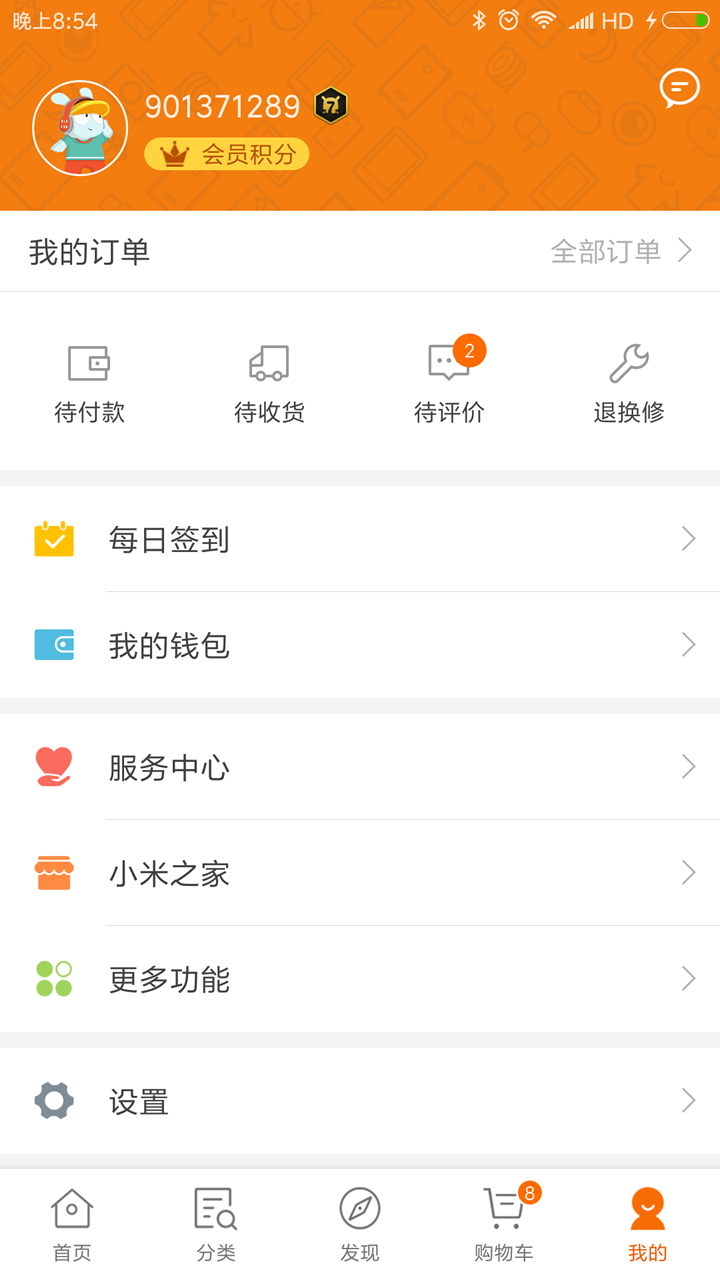 晚上8:54 HD
901371289
会员积分
我的订单 全部订单
2
待付款 待收货 待评价 退换修
每日签到
我的钱包
服务中心
小米之家
更多功能
设置
8
首页 分类 发现 购物车 我的